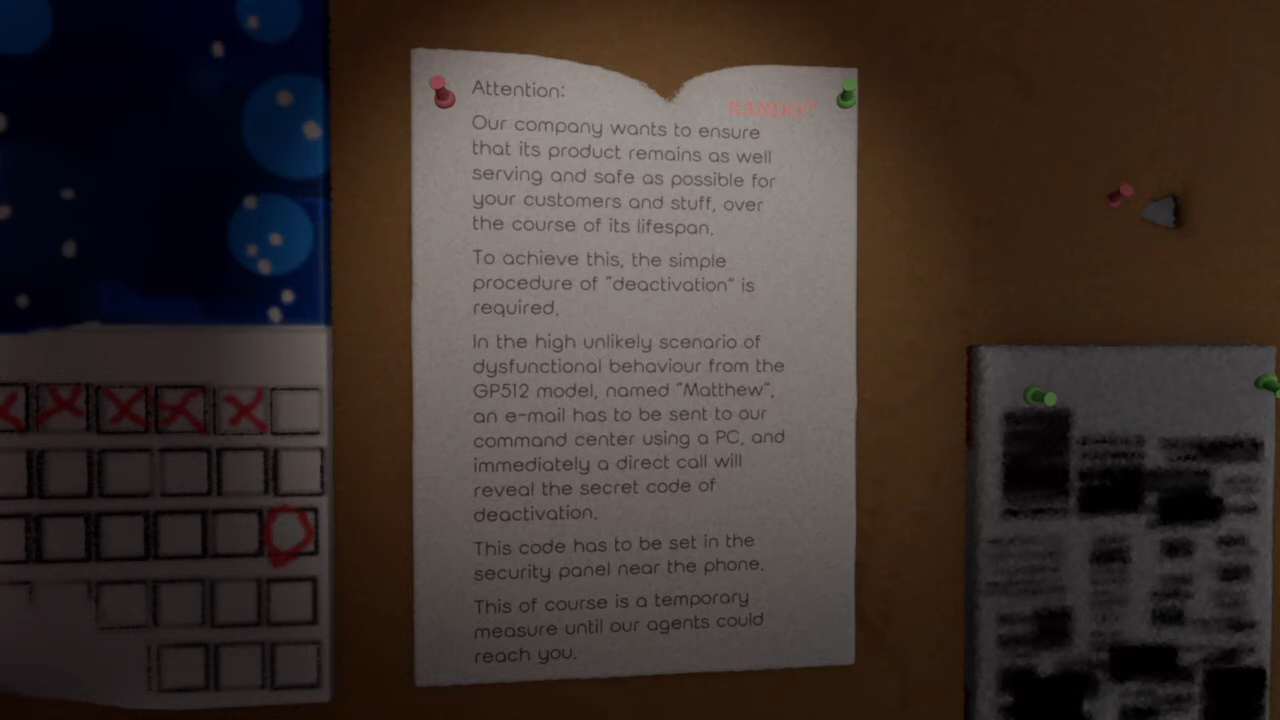 Attention:
Our company wants to ensure
that its product remains as well
serving and safe as possible for
your customers and stuff, over
the course of its lifespan.
To achieve this, the simple
procedure of "deactivation" is
required.
In the high unlikely scenario of
dysfunctional behaviour from the
GP512 model, named "Matthew",
an e-mail has to be sent to our
command center using a PC, and
immediately a direct call will
reveal the secret code of
deactivation.
This code has to be set in the
security panel near the phone.
This of course is a temporary
measure until our agents could
reach you.